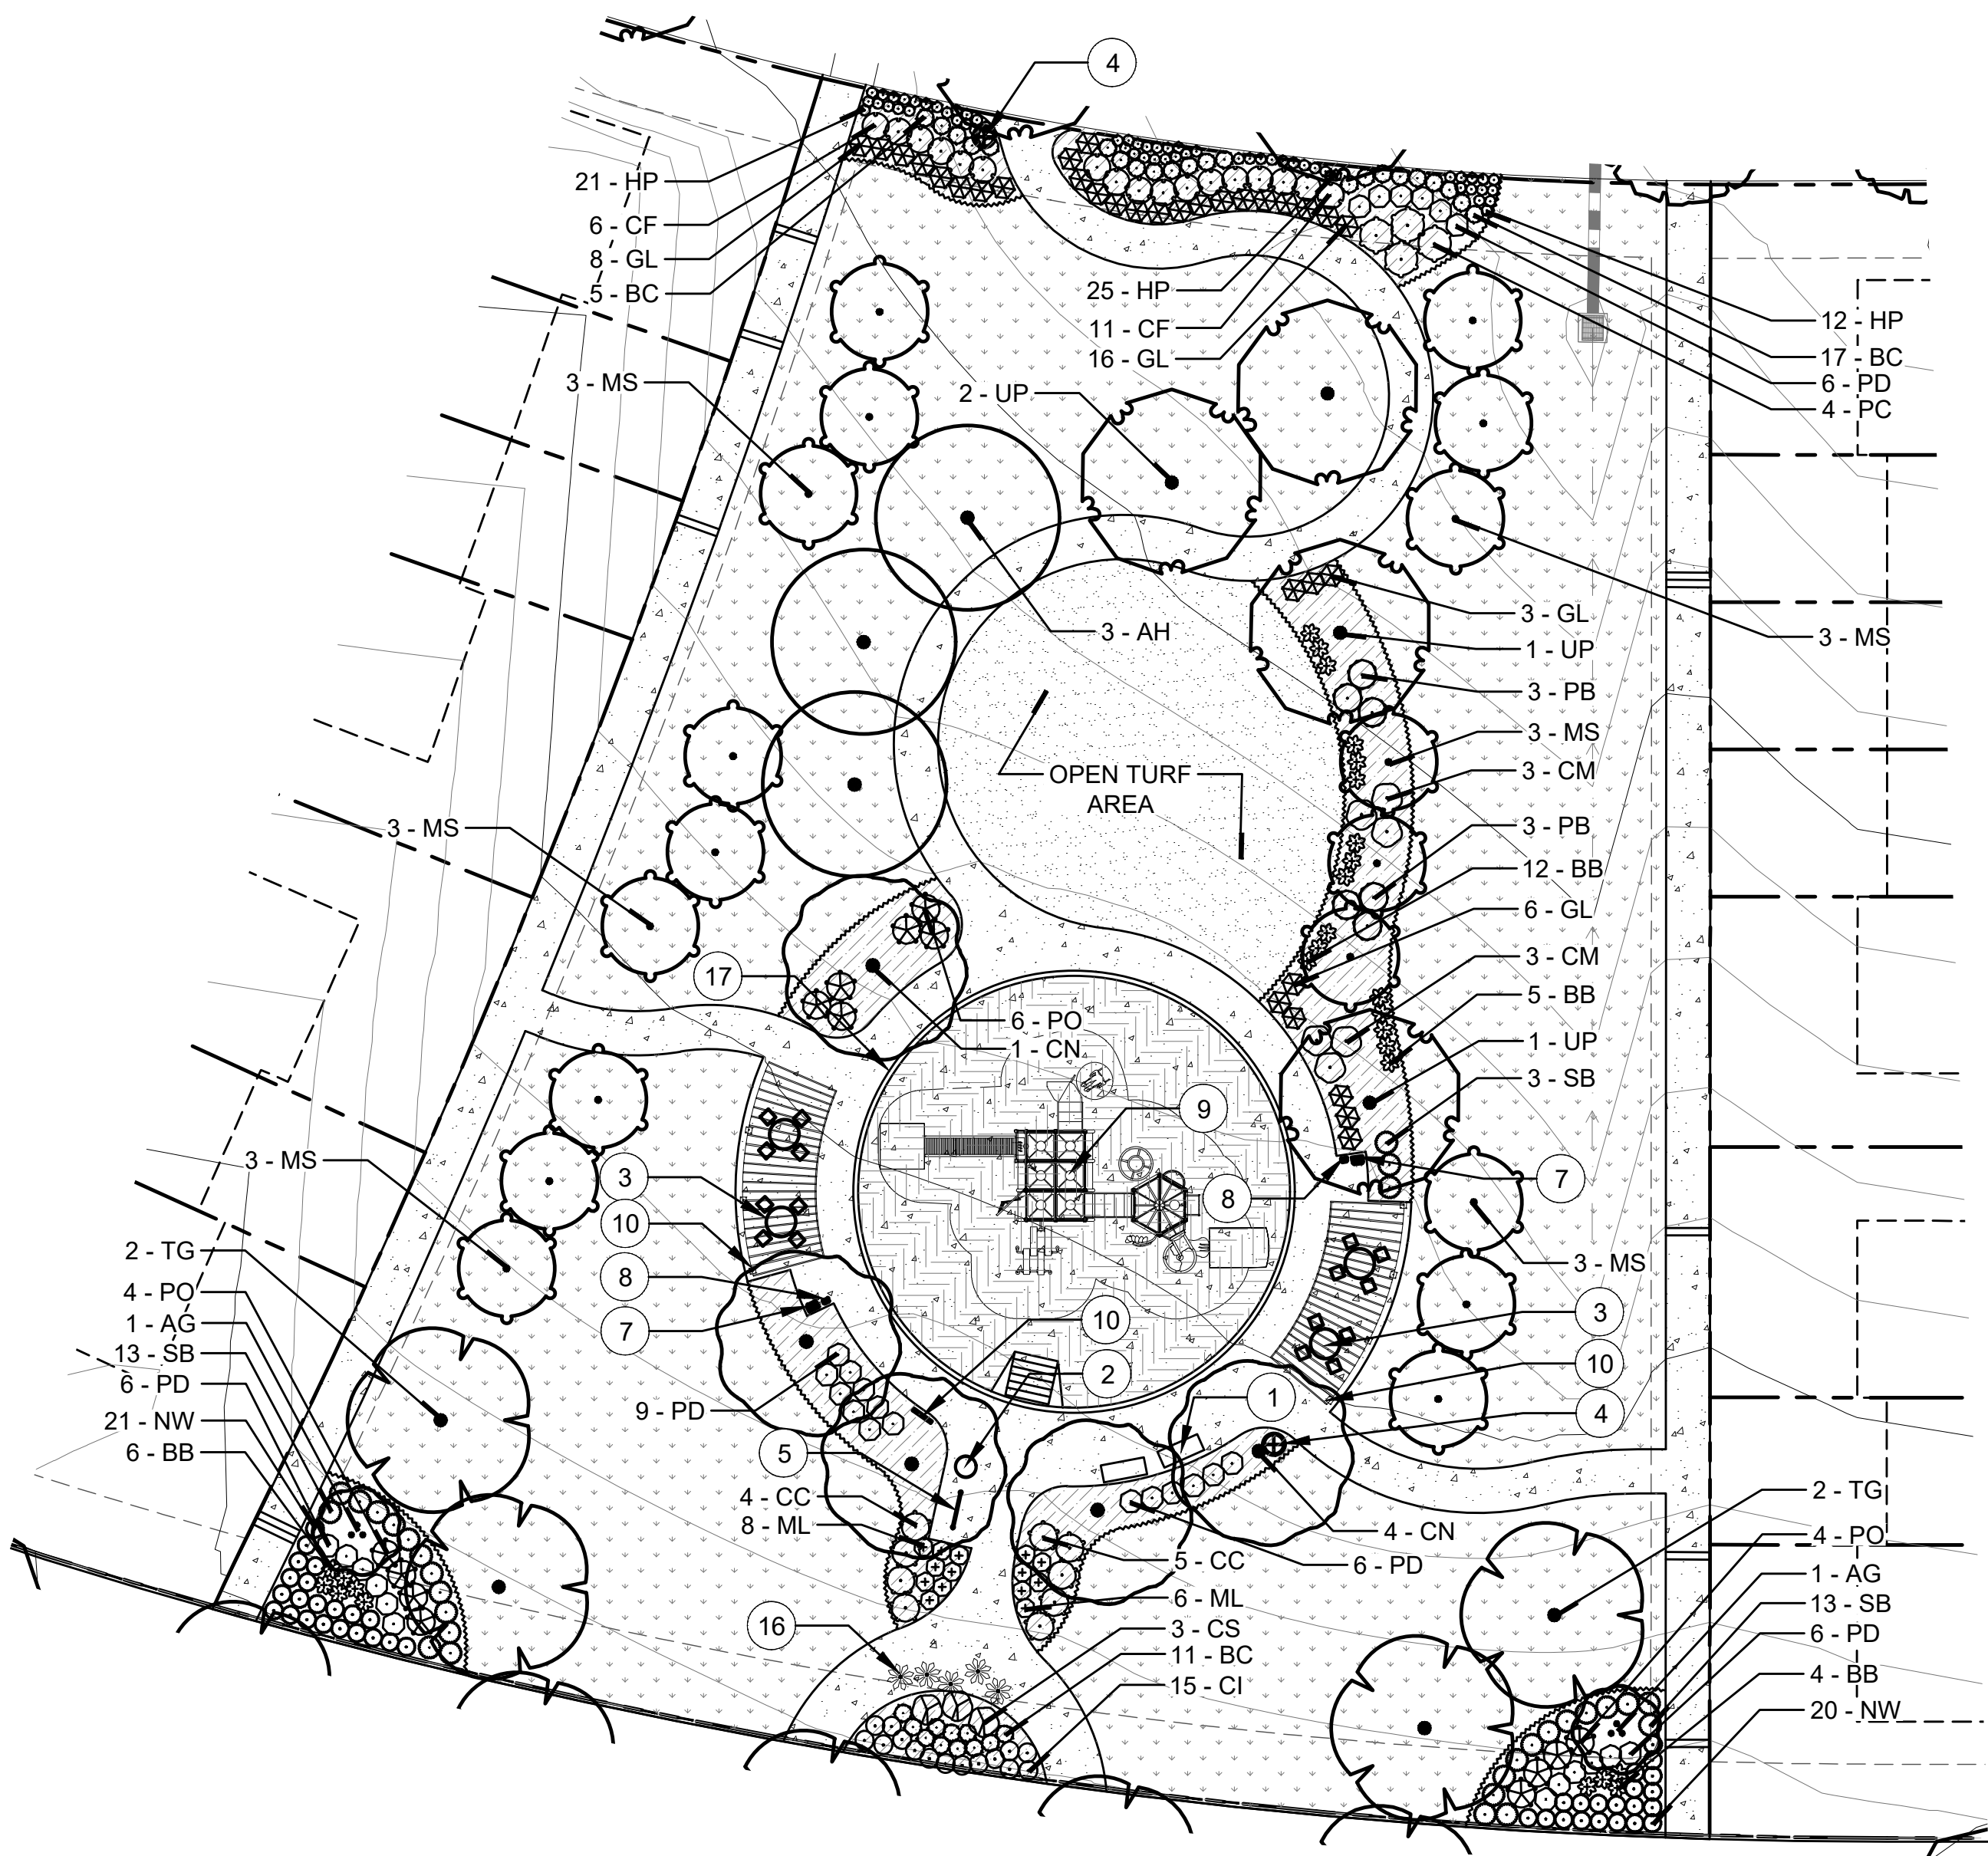 4
21 - HP
6 - CF
8 - GL
5 - BC
25 - HP
11 - CF
16 - GL
12 - HP
17 - BC
6 - PD
4 - PC
3 - MS
2 - UP
3 - AH
3 - GL
1 - UP
3 - MS
3 - PB
3 - MS
3 - CM
OPEN TURF
AREA
3 - MS
3 - PB
12 - BB
6 - GL
3 - CM
17
5 - BB
6 - PO
1 - CN
1 - UP
3 - SB
9
3 - MS
3
8
7
10
2 - TG
3 - MS
4 - PO
8
1 - AG
7
10
3
13 - SB
2
10
6 - PD
1
9 - PD
4
21 - NW
5
6 - BB
4 - CC
8 - ML
2 - TG
4 - CN
4 - PO
5 - CC
6 - PD
1 - AG
6 - ML
13 - SB
16
3 - CS
6 - PD
11 - BC
4 - BB
15 - CI
20 - NW